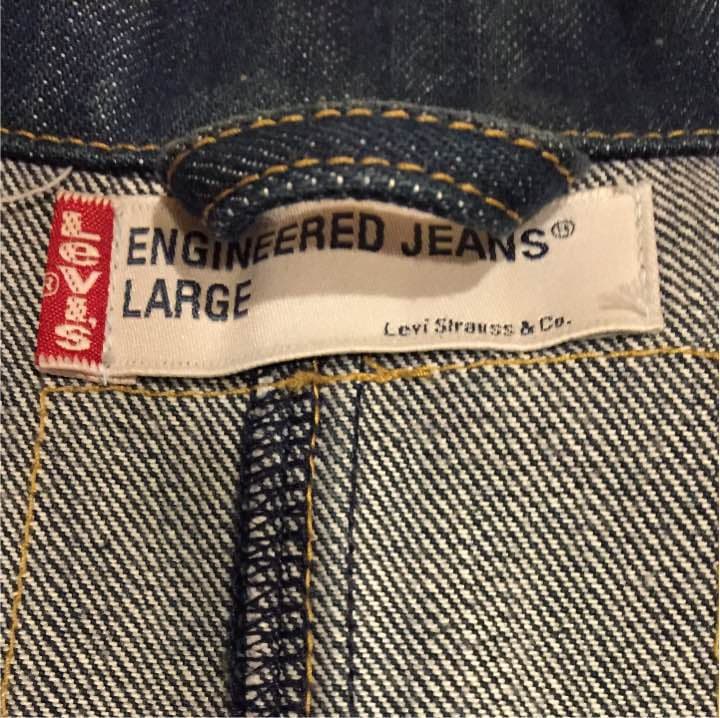 LEVI'S ®
ENGINEERED JEANS®
LARGE
Levi Strauss & Co.